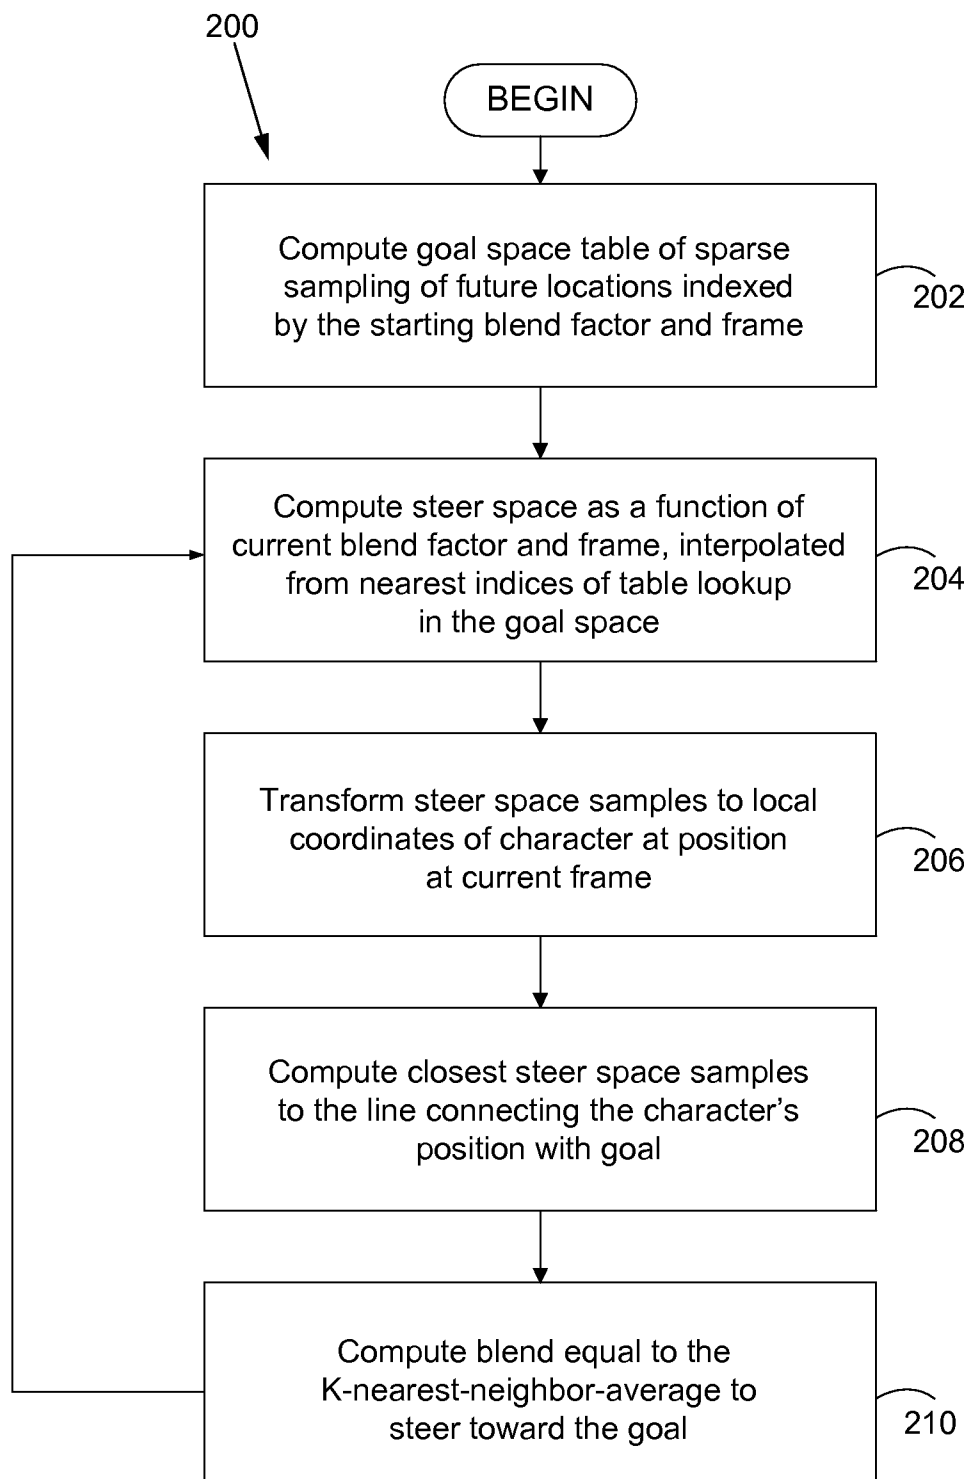 200
BEGIN
Compute goal space table of sparse
sampling of future locations indexed
by the starting blend factor and frame
202
Compute steer space as a function of
current blend factor and frame, interpolated
from nearest indices of table lookup
in the goal space
204
Transform steer space samples to local
coordinates of character at position
at current frame
206
Compute closest steer space samples
to the line connecting the character’s
position with goal
208
Compute blend equal to the
K-nearest-neighbor-average to
steer toward the goal
210